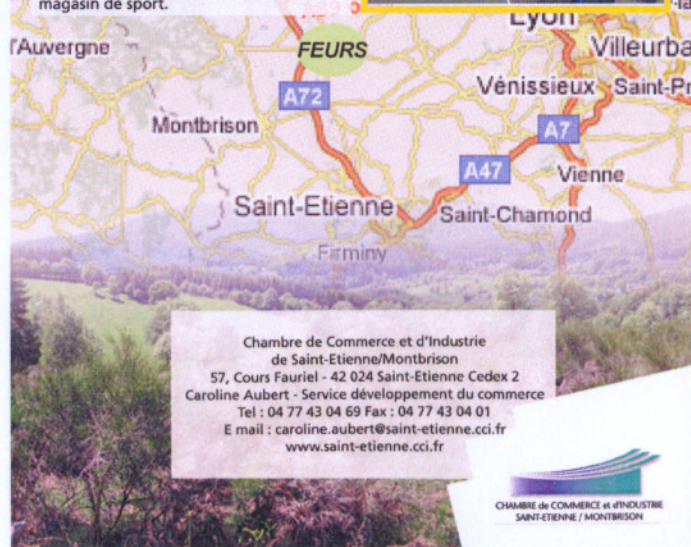 magasin de sport.
Lyon
l'Auvergne
FEURS
Villeurba
A72
Vénissieux
Saint-Pr
Montbrison
A7
A47
Vienne
Saint-Etienne
Saint-Chamond
Firminy
Chambre de Commerce et d'Industrie
de Saint-Etienne/Montbrison
57, Cours Fauriel - 42 024 Saint-Etienne Cedex 2
Caroline Aubert - Service développement du commerce
Tel : 04 77 43 04 69 Fax : 04 77 43 04 01
E mail : caroline.aubert@saint-etienne.cci.fr
www.saint-etienne.cci.fr
CHAMBRE de COMMERCE et d'INDUSTRIE
SAINT-ETIENNE / MONTBRISON